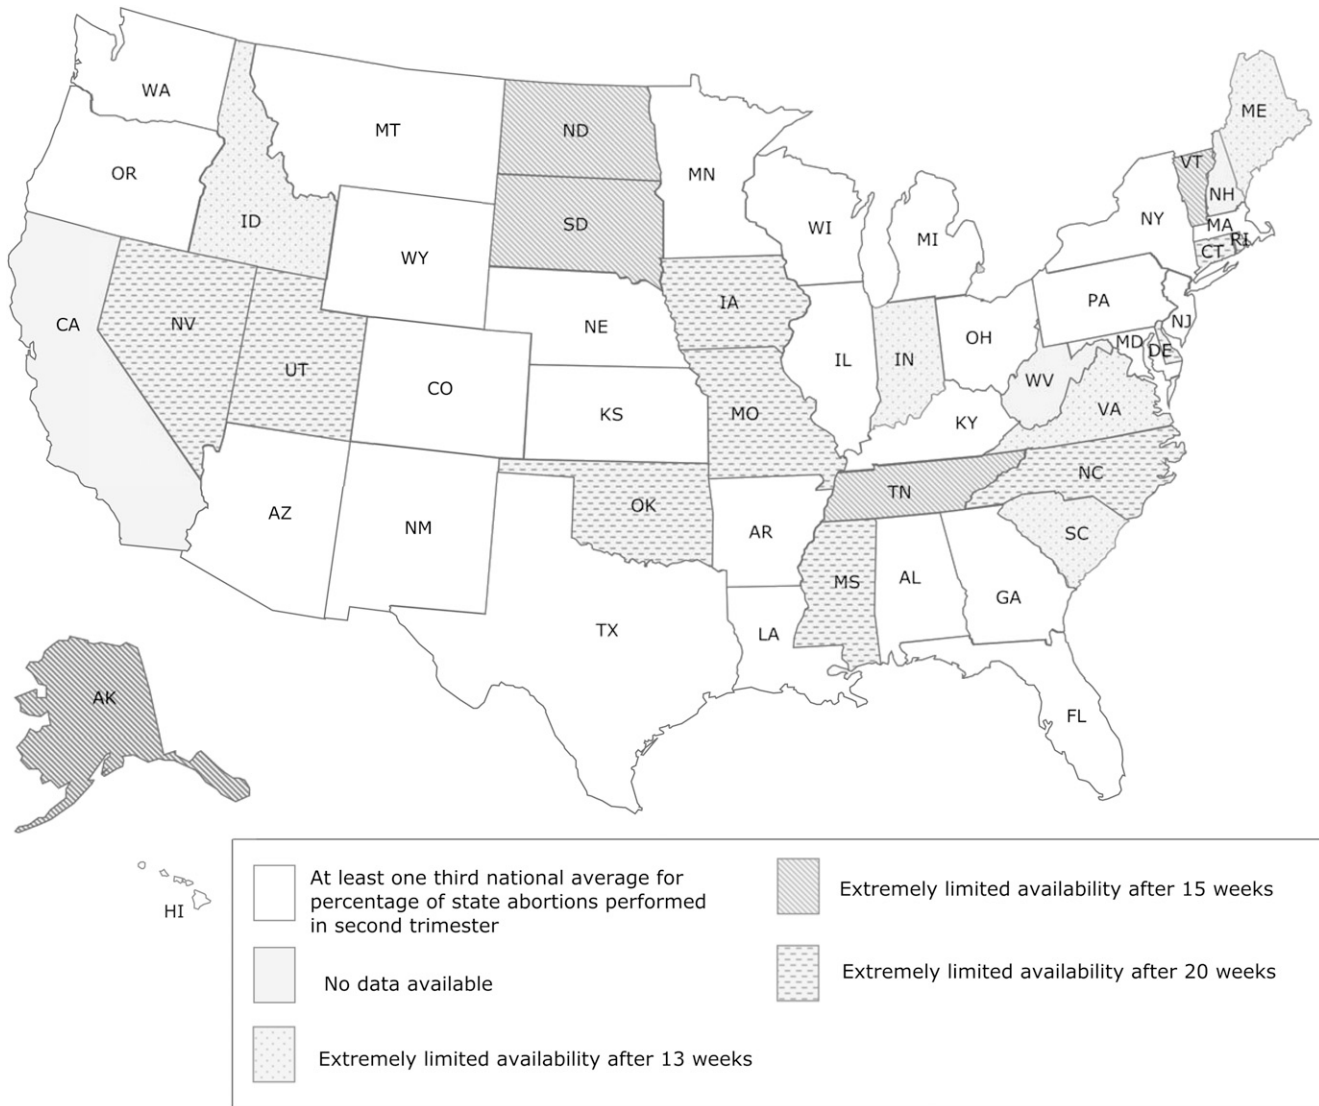 WA
MT
ND
MN
ME
OR
ID
SD
WI
MI
NY
VT
NH
MA
RI
CT
WY
IA
NE
PA
NJ
CA
NV
UT
CO
KS
MO
IL
IN
OH
MD
DE
WV
VA
KY
AZ
NM
OK
AR
TN
NC
SC
TX
LA
MS
AL
GA
FL
AK
HI
At least one third national average for
percentage of state abortions performed
in second trimester
No data available
Extremely limited availability after 13 weeks
Extremely limited availability after 15 weeks
Extremely limited availability after 20 weeks